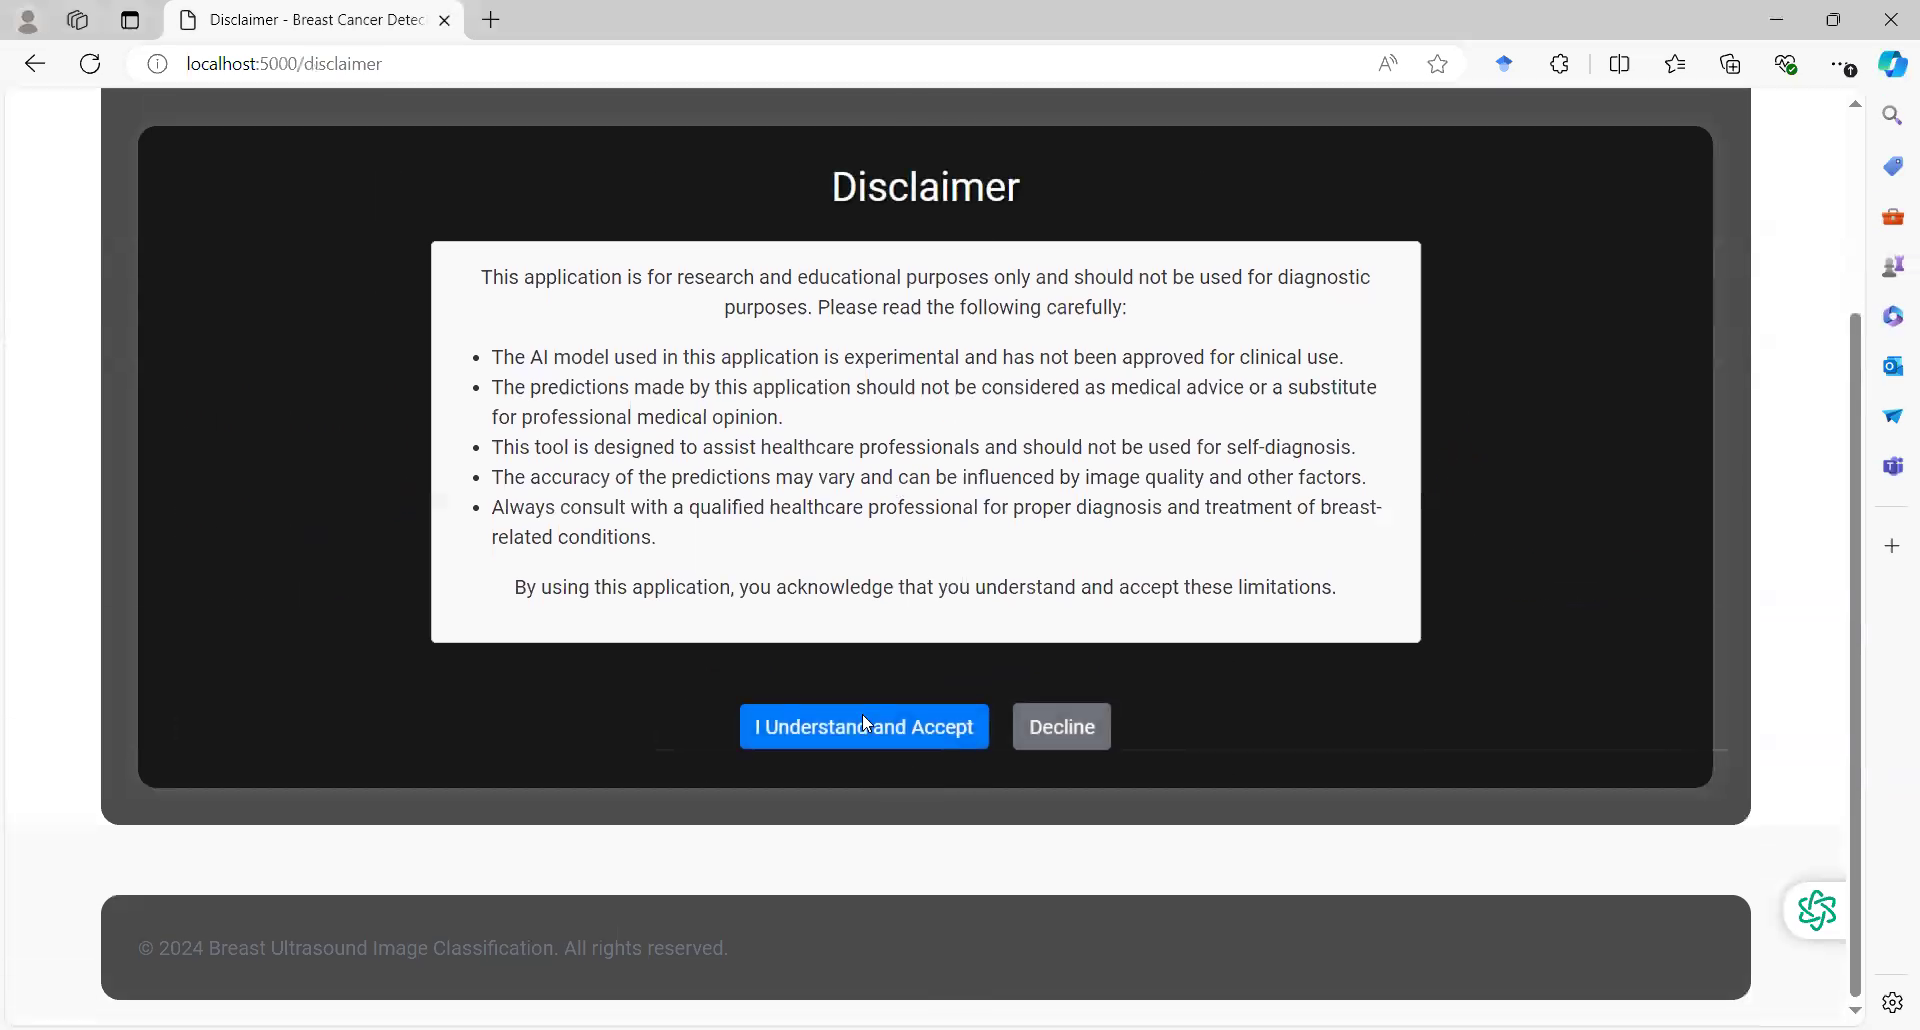 Disclaimer - Breast Cancer Detec
localhost:5000/disclaimer
Disclaimer
This application is for research and educational purposes only and should not be used for diagnostic
purposes. Please read the following carefully:
• The AI model used in this application is experimental and has not been approved for clinical use.
• The predictions made by this application should not be considered as medical advice or a substitute
for professional medical opinion.
• This tool is designed to assist healthcare professionals and should not be used for self-diagnosis.
• The accuracy of the predictions may vary and can be influenced by image quality and other factors.
• Always consult with a qualified healthcare professional for proper diagnosis and treatment of breast-
related conditions.
By using this application, you acknowledge that you understand and accept these limitations.
I Understand and Accept Decline
© 2024 Breast Ultrasound Image Classification. All rights reserved.